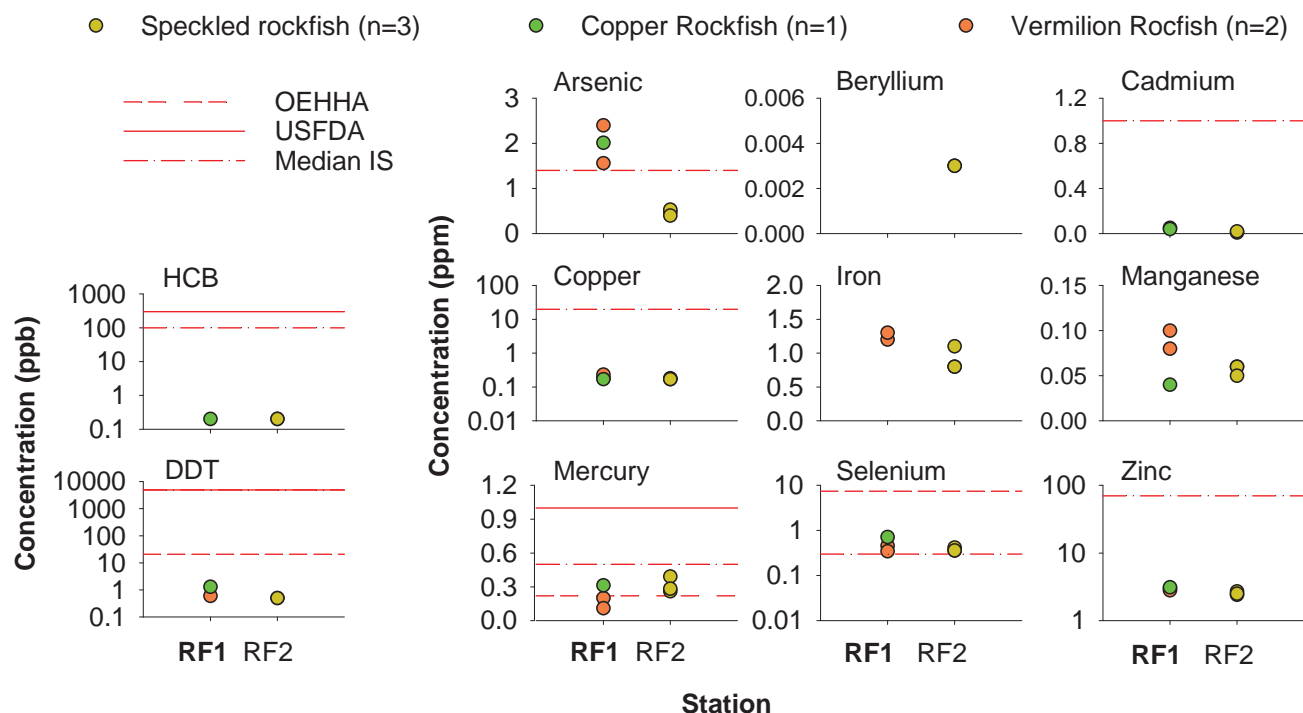 Speckled rockfish (n=3) Copper Rockfish (n=1) Vermilion Rocfish (n=2)
OEHHA
USFDA
Median IS
Concentration (ppb)
HCB
1000
100
10
1
0.1
DDT
10000
1000
100
10
1
0.1
RF1 RF2
Concentration (ppm)
Arsenic
3
2
1
0
Beryllium
0.006
0.004
0.002
0.000
Cadmium
1.2
0.8
0.4
0.0
Copper
100
10
1
0.1
0.01
Iron
2.0
1.5
1.0
0.5
0.0
Manganese
0.15
0.10
0.05
0.00
Mercury
1.2
0.9
0.6
0.3
0.0
RF1 RF2
Selenium
10
1
0.1
0.01
RF1 RF2
Zinc
100
10
1
RF1 RF2
Station